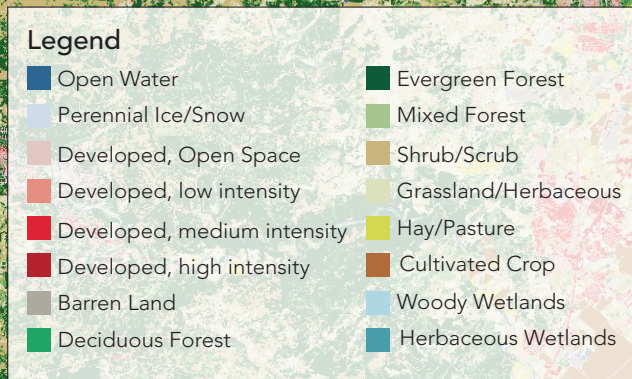 Legend
Open Water
Perennial Ice/Snow
Developed, Open Space
Developed, low intensity
Developed, medium intensity
Developed, high intensity
Barren Land
Deciduous Forest
Evergreen Forest
Mixed Forest
Shrub/Scrub
Grassland/Herbaceous
Hay/Pasture
Cultivated Crop
Woody Wetlands
Herbaceous Wetlands